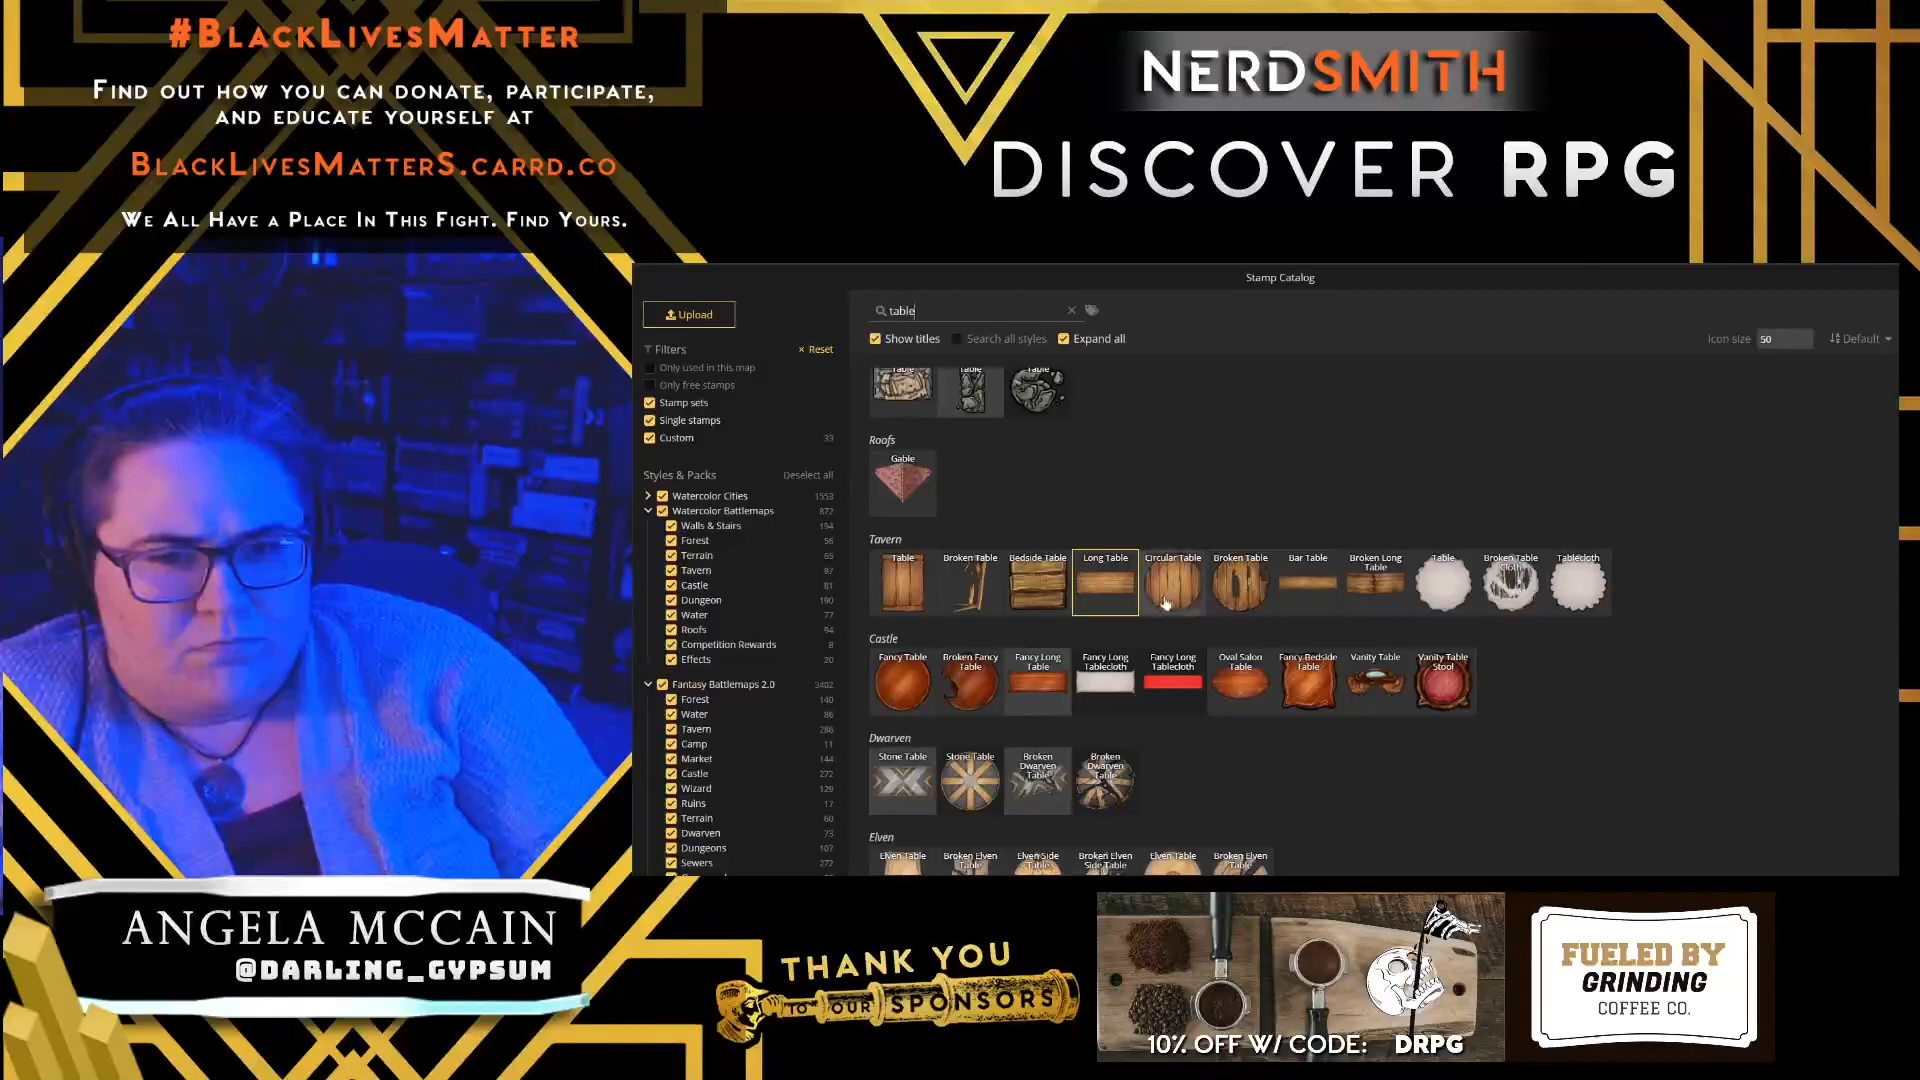 #BlackLivesMatter
Find out how you can donate, participate,
and educate yourself at
BlackLivesMatterS.carrd.co
We All Have a Place In This Fight. Find Yours.
NERDSMITH
DISCOVER RPG
Stamp Catalog
Upload
table
Show titles
Search all styles
Expand all
Icon size
50
Default
Filters
Reset
Only used in this map
Only free stamps
Stamp sets
Single stamps
Custom 33
Styles & Packs
Deselect all
Watercolor Cities 1553
Watercolor Battlemaps 872
Walls & Stairs 194
Forest 56
Terrain 65
Tavern 87
Castle 81
Dungeon 190
Water 77
Roofs 94
Competition Rewards 8
Effects 20
Fantasy Battlemaps 2.0 3402
Forest 140
Water 86
Tavern 286
Camp 11
Market 144
Castle 272
Wizard 129
Ruins 17
Terrain 60
Dwarven 73
Dungeons 107
Sewers 272
Table
Table
Table
Roofs
Gable
Tavern
Table
Broken Table
Bedside Table
Long Table
Circular Table
Broken Table
Bar Table
Broken Long
Table
Table
Broken Table
Cloth
Tablecloth
Castle
Fancy Table
Broken Fancy
Table
Fancy Long
Table
Fancy Long
Tablecloth
Fancy Long
Tablecloth
Oval Salon
Table
Fancy Bedside
Table
Vanity Table
Vanity Table
Stool
Dwarven
Stone Table
Stone Table
Broken
Dwarven
Table
Broken
Dwarven
Table
Elven
Elven Table
Broken Elven
Table
Elven Side
Table
Broken Elven
Side Table
Elven Table
Broken Elven
Table
ANGELA MCCAIN
@DARLING_GYPSUM
THANK YOU
TO OUR SPONSORS
10% OFF W/ CODE: DRPG
FUELED BY
GRINDING
COFFEE CO.